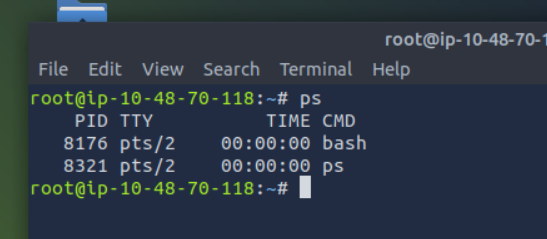 root@ip-10-48-70-1
File Edit View Search Terminal Help
root@ip-10-48-70-118:~# ps
    PID TTY          TIME CMD
   8176 pts/2    00:00:00 bash
   8321 pts/2    00:00:00 ps
root@ip-10-48-70-118:~#